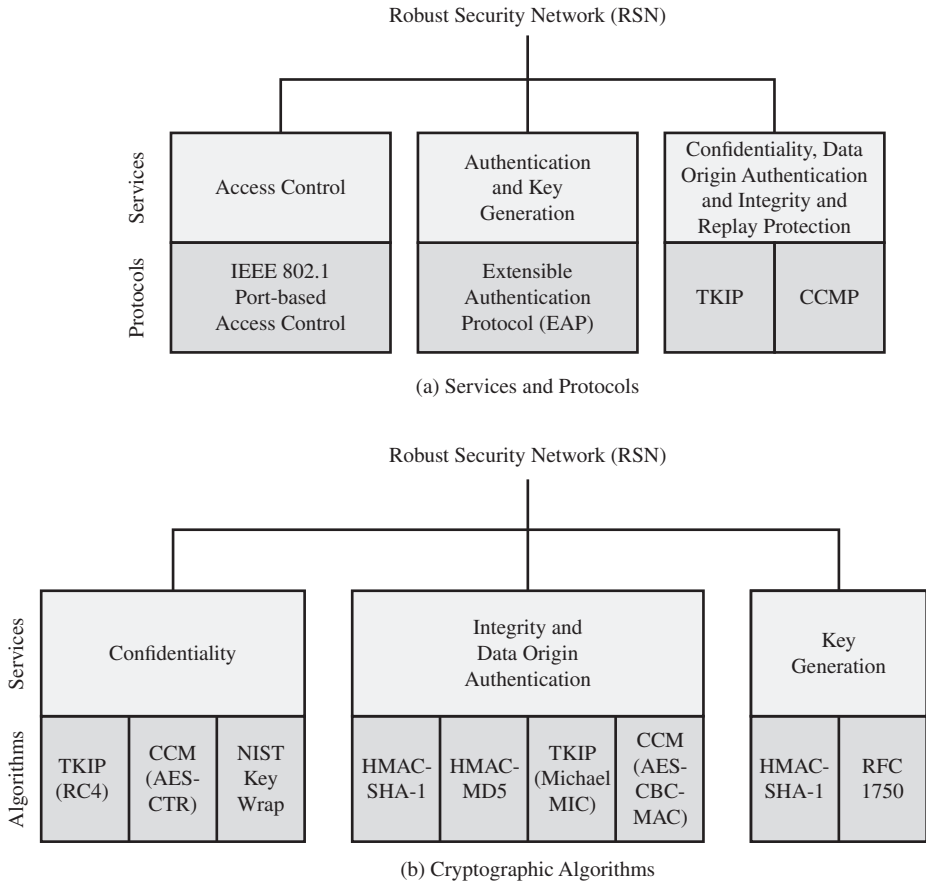 Robust Security Network (RSN)
Services
Access Control
Authentication
and Key
Generation
Confidentiality, Data
Origin Authentication
and Integrity and
Replay Protection
Protocols
IEEE 802.1
Port-based
Access Control
Extensible
Authentication
Protocol (EAP)
TKIP
CCMP
(a) Services and Protocols
Robust Security Network (RSN)
Services
Confidentiality
Integrity and
Data Origin
Authentication
Key
Generation
Algorithms
TKIP
(RC4)
CCM
(AES-
CTR)
NIST
Key
Wrap
HMAC-
SHA-1
HMAC-
MD5
TKIP
(Michael
MIC)
CCM
(AES-
CBC-
MAC)
HMAC-
SHA-1
RFC
1750
(b) Cryptographic Algorithms